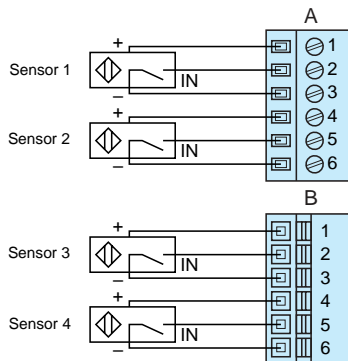 A
Sensor 1
+
–
IN
1
2
3
Sensor 2
+
–
IN
4
5
6
B
Sensor 3
+
–
IN
1
2
3
Sensor 4
+
–
IN
4
5
6